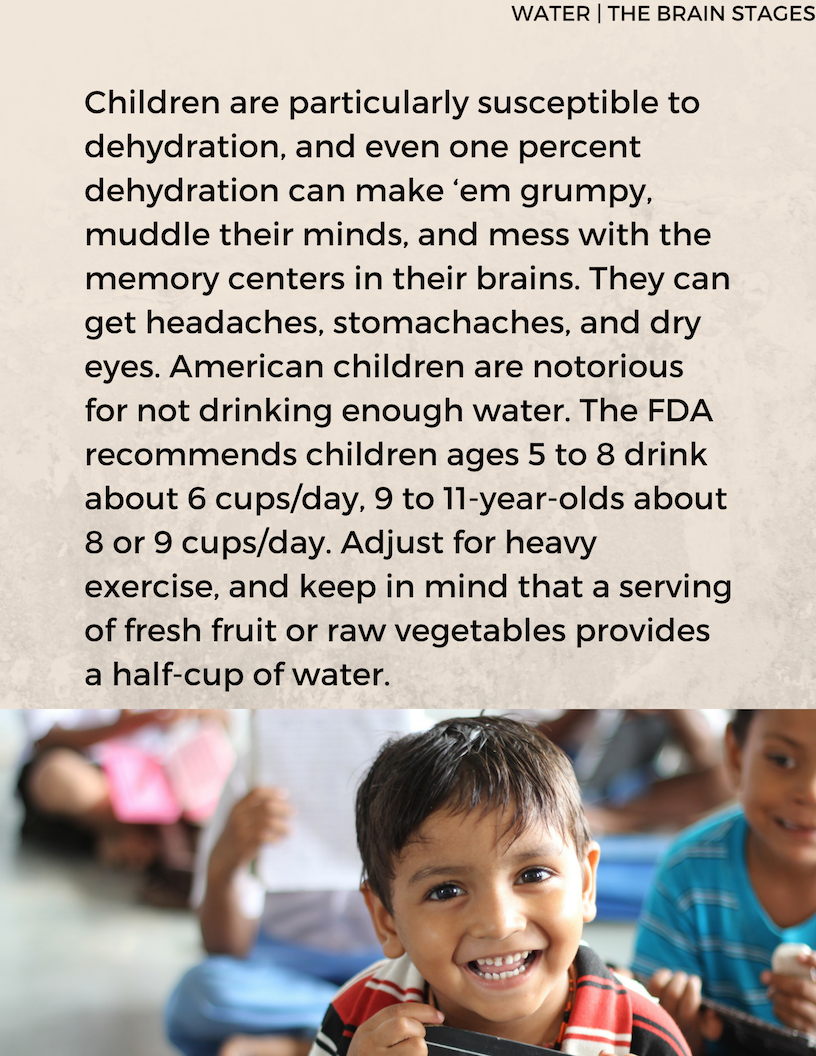 WATER | THE BRAIN STAGES
Children are particularly susceptible to
dehydration, and even one percent
dehydration can make ‘em grumpy,
muddle their minds, and mess with the
memory centers in their brains. They can
get headaches, stomachaches, and dry
eyes. American children are notorious
for not drinking enough water. The FDA
recommends children ages 5 to 8 drink
about 6 cups/day, 9 to 11-year-olds about
8 or 9 cups/day. Adjust for heavy
exercise, and keep in mind that a serving
of fresh fruit or raw vegetables provides
a half-cup of water.